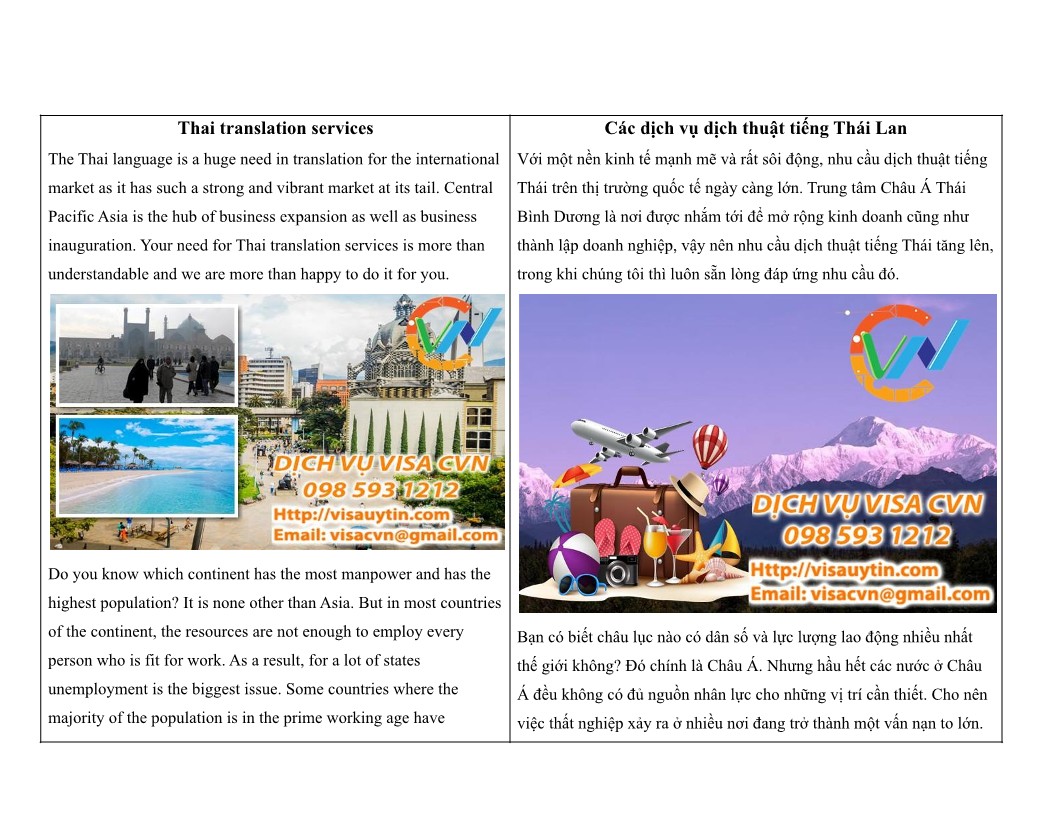 Thai translation services
The Thai language is a huge need in translation for the international
market as it has such a strong and vibrant market at its tail. Central
Pacific Asia is the hub of business expansion as well as business
inauguration. Your need for Thai translation services is more than
understandable and we are more than happy to do it for you.
CVN
DỊCH VỤ VISA CVN
098 593 1212
Http://visauytin.com
Email: visacvn@gmail.com
Do you know which continent has the most manpower and has the
highest population? It is none other than Asia. But in most countries
of the continent, the resources are not enough to employ every
person who is fit for work. As a result, for a lot of states
unemployment is the biggest issue. Some countries where the
majority of the population is in the prime working age have
Các dịch vụ dịch thuật tiếng Thái Lan
Với một nền kinh tế mạnh mẽ và rất sôi động, nhu cầu dịch thuật tiếng
Thái trên thị trường quốc tế ngày càng lớn. Trung tâm Châu Á Thái
Bình Dương là nơi được nhắm tới để mở rộng kinh doanh cũng như
thành lập doanh nghiệp, vậy nên nhu cầu dịch thuật tiếng Thái tăng lên,
trong khi chúng tôi thì luôn sẵn lòng đáp ứng nhu cầu đó.
CVN
DỊCH VỤ VISA CVN
098 593 1212
Http://visauytin.com
Email: visacvn@gmail.com
Bạn có biết châu lục nào có dân số và lực lượng lao động nhiều nhất
thế giới không? Đó chính là Châu Á. Nhưng hầu hết các nước ở Châu
Á đều không có đủ nguồn nhân lực cho những vị trí cần thiết. Cho nên
việc thất nghiệp xảy ra ở nhiều nơi đang trở thành một vấn nạn to lớn.